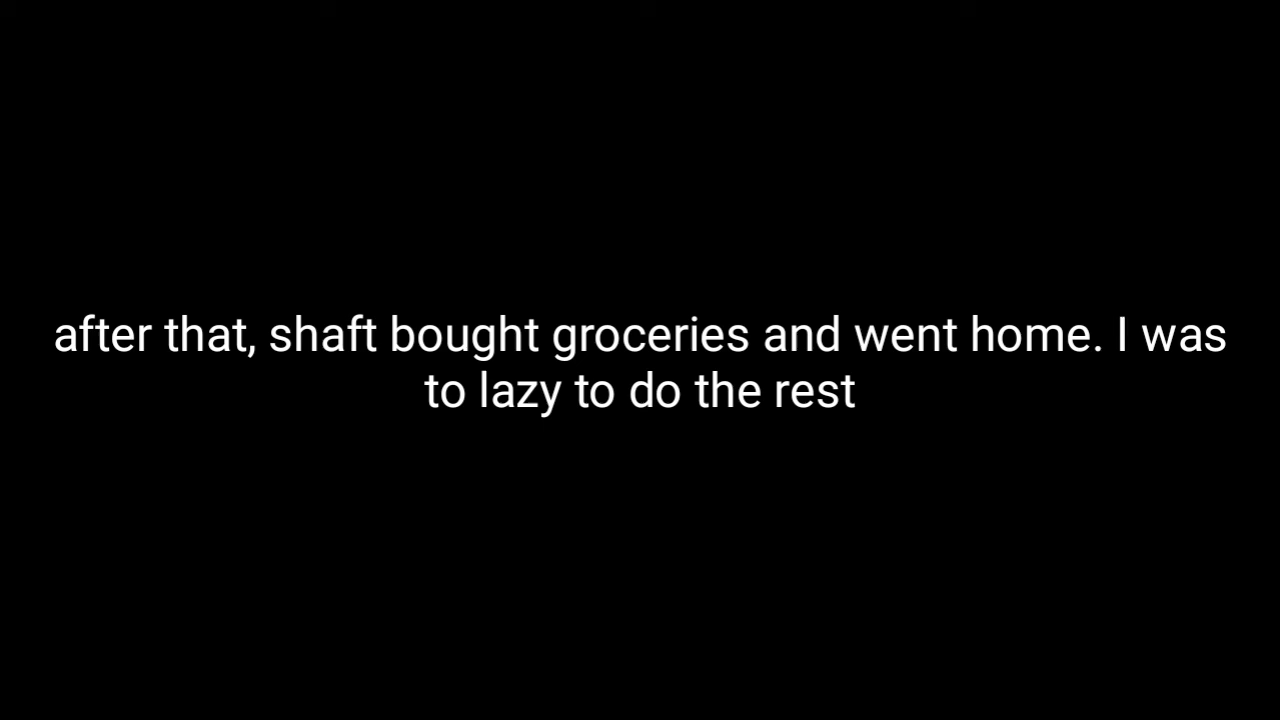 after that, shaft bought groceries and went home. I was
to lazy to do the rest